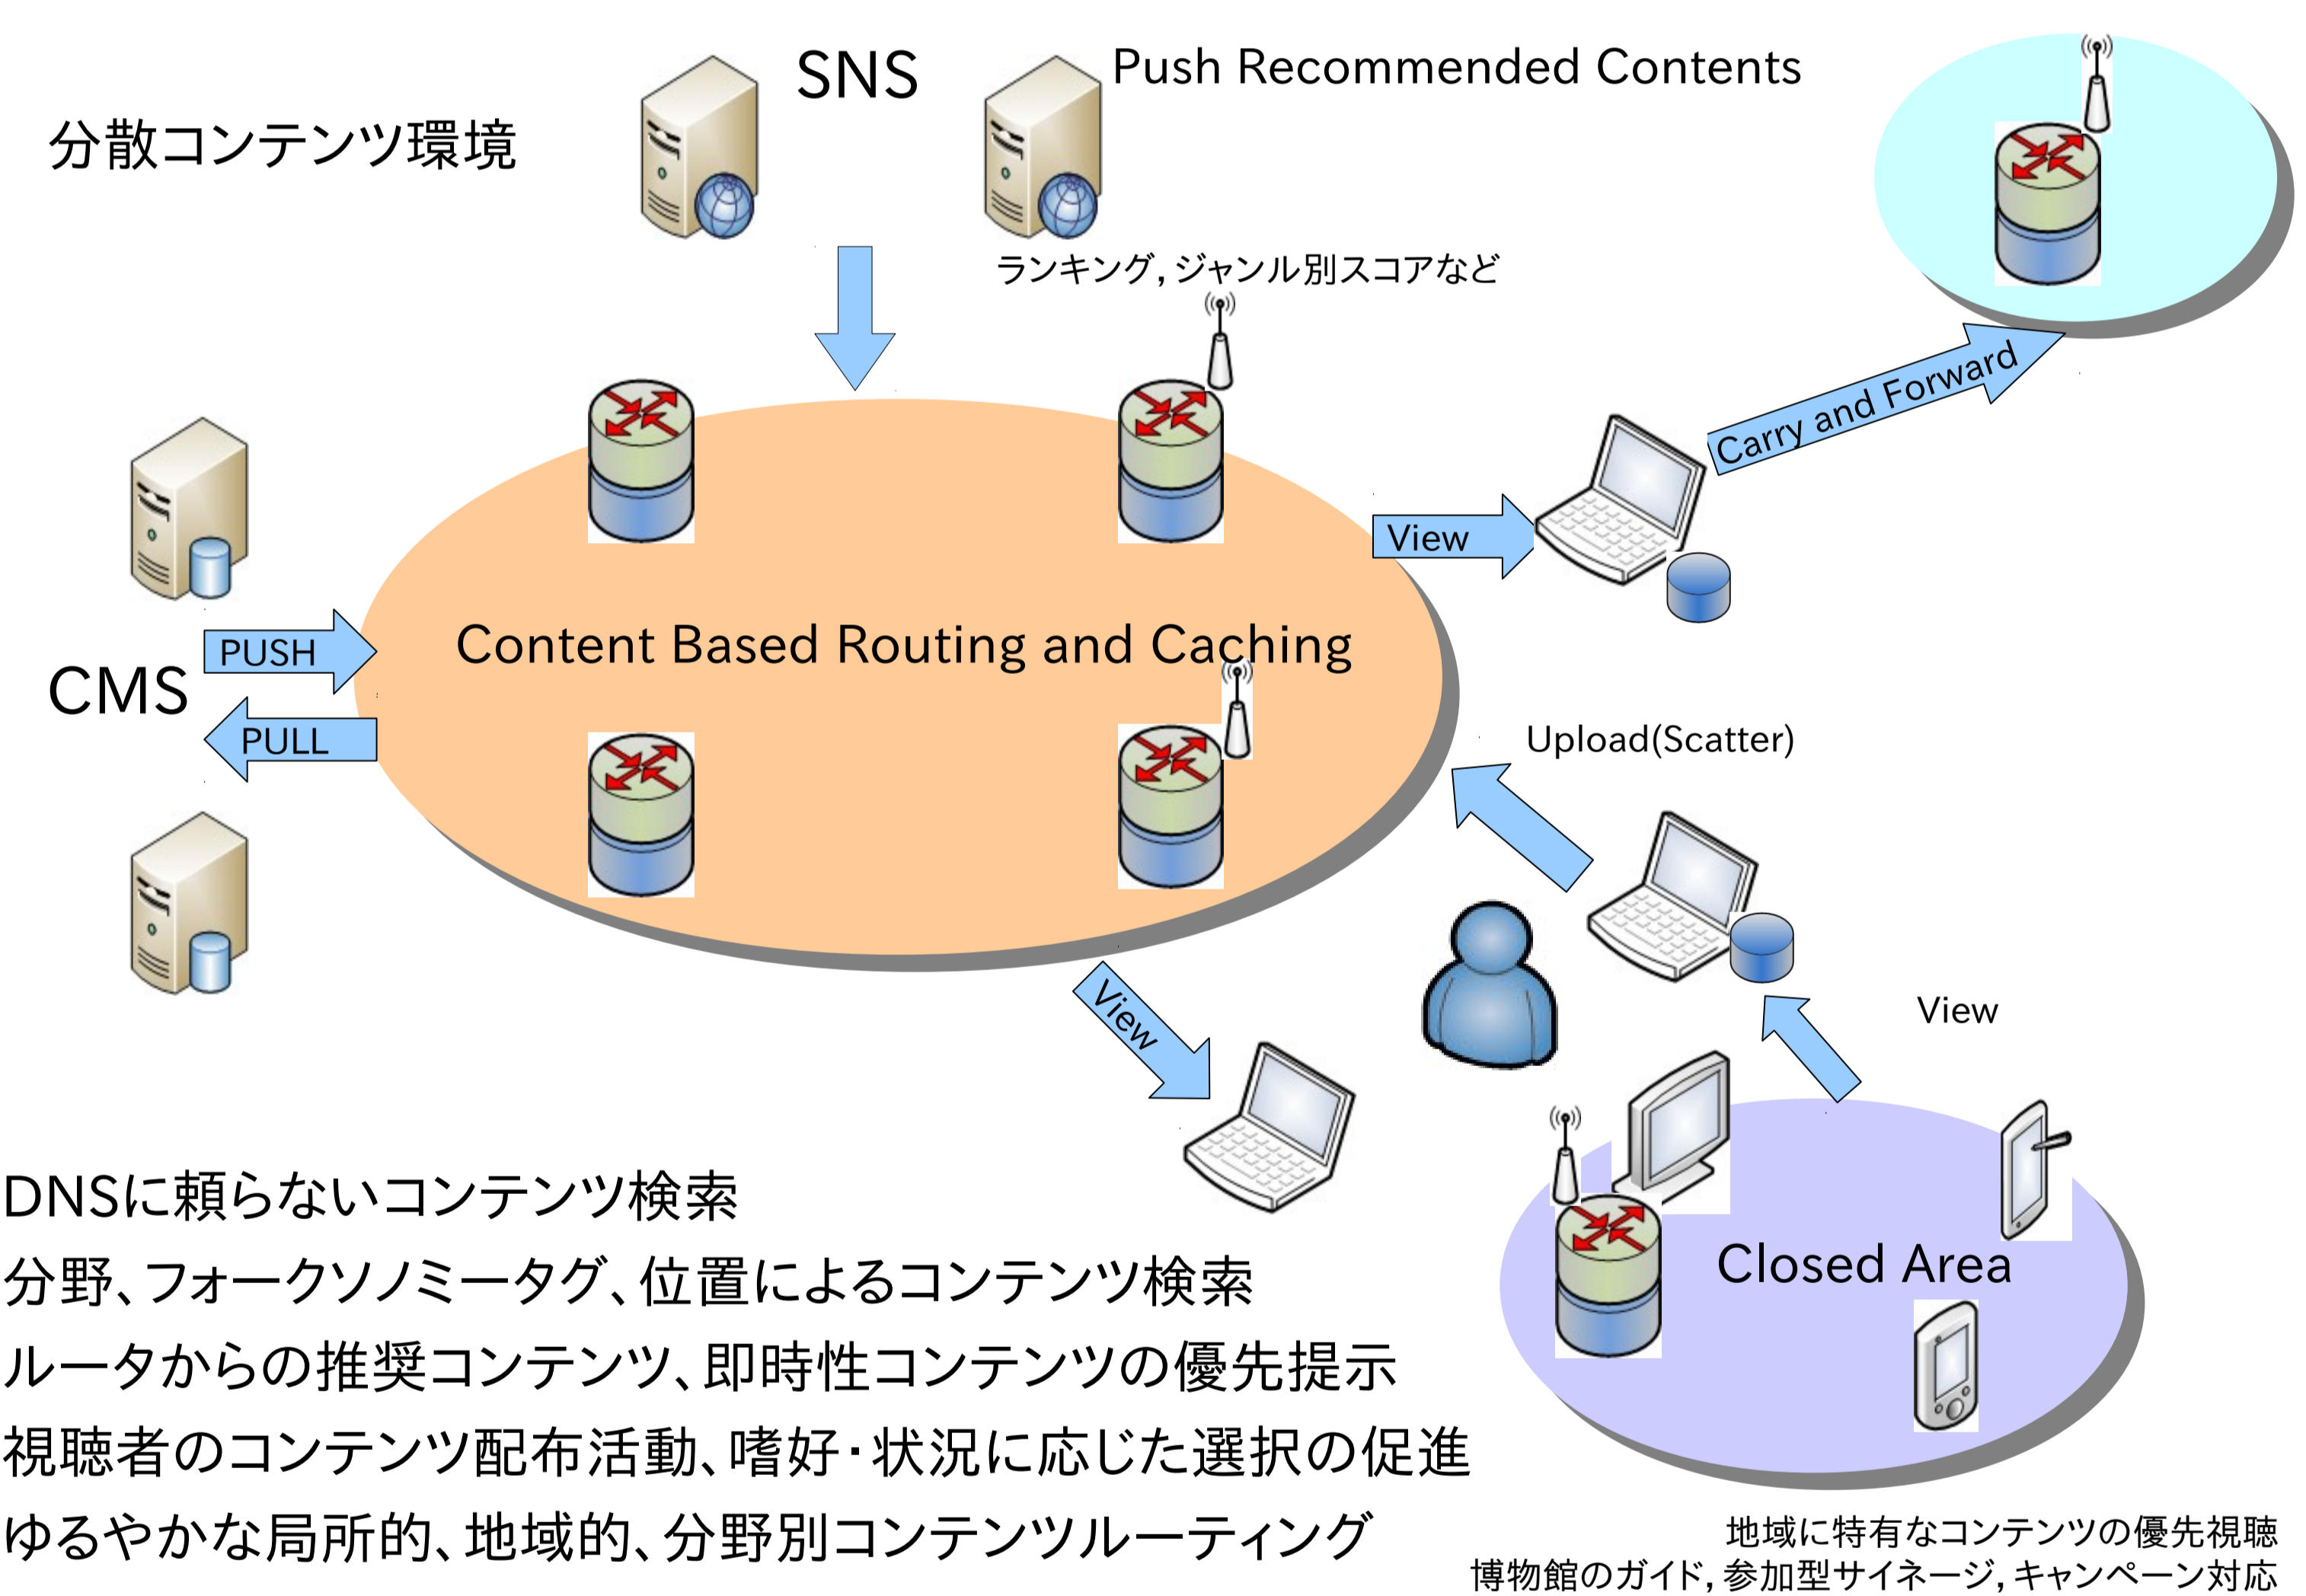 SNS
Push Recommended Contents
分散コンテンツ環境
ランキング, ジャンル別スコアなど
Carry and Forward
View
Content Based Routing and Caching
PUSH
CMS
PULL
Upload(Scatter)
View
View
Closed Area
DNSに頼らないコンテンツ検索
分野、フォークソノミータグ、位置によるコンテンツ検索
ルータからの推奨コンテンツ、即時性コンテンツの優先提示
視聴者のコンテンツ配布活動、嗜好・状況に応じた選択の促進
ゆるやかな局所的、地域的、分野別コンテンツルーティング
地域に特有なコンテンツの優先視聴
博物館のガイド, 参加型サイネージ, キャンペーン対応